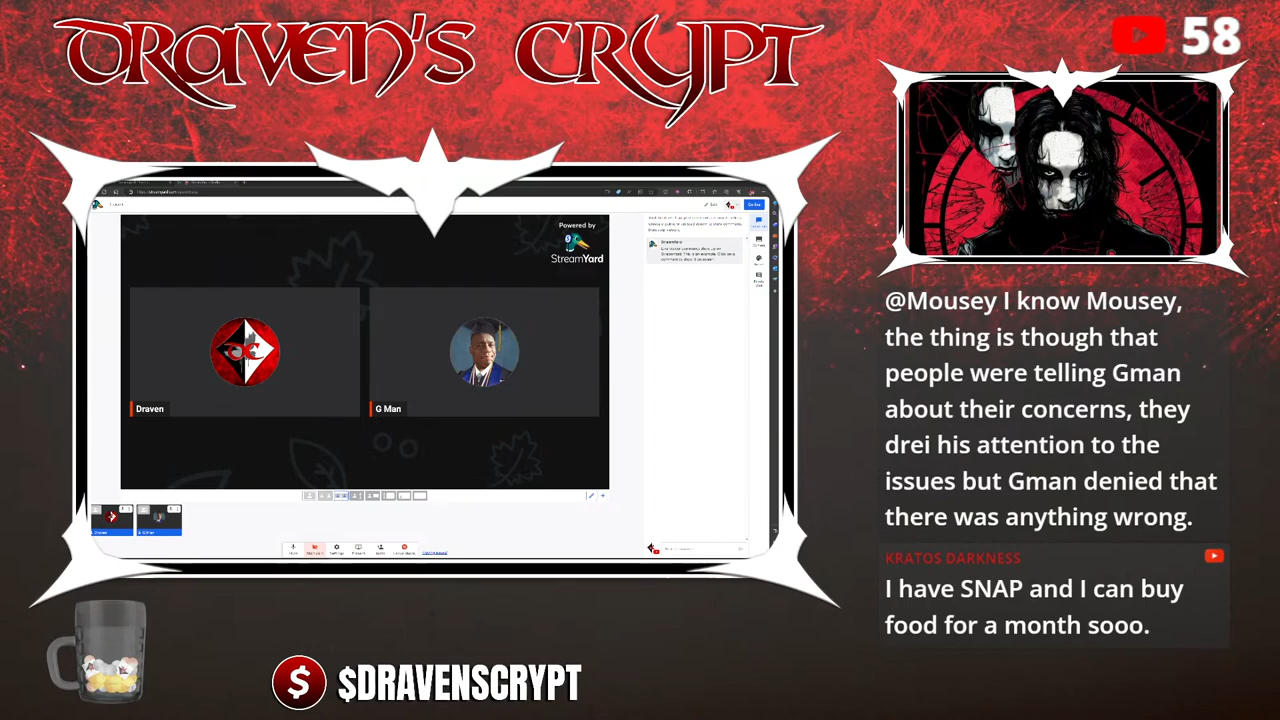 DRAVEN'S CRYPT
58
Powered by
StreamYard
Draven
G Man
@Mousey I know Mousey,
the thing is though that
people were telling Gman
about their concerns, they
drei his attention to the
issues but Gman denied that
there was anything wrong.
KRATOS DARKNESS
I have SNAP and I can buy
food for a month sooo.
$
$DRAVENSCRYPT